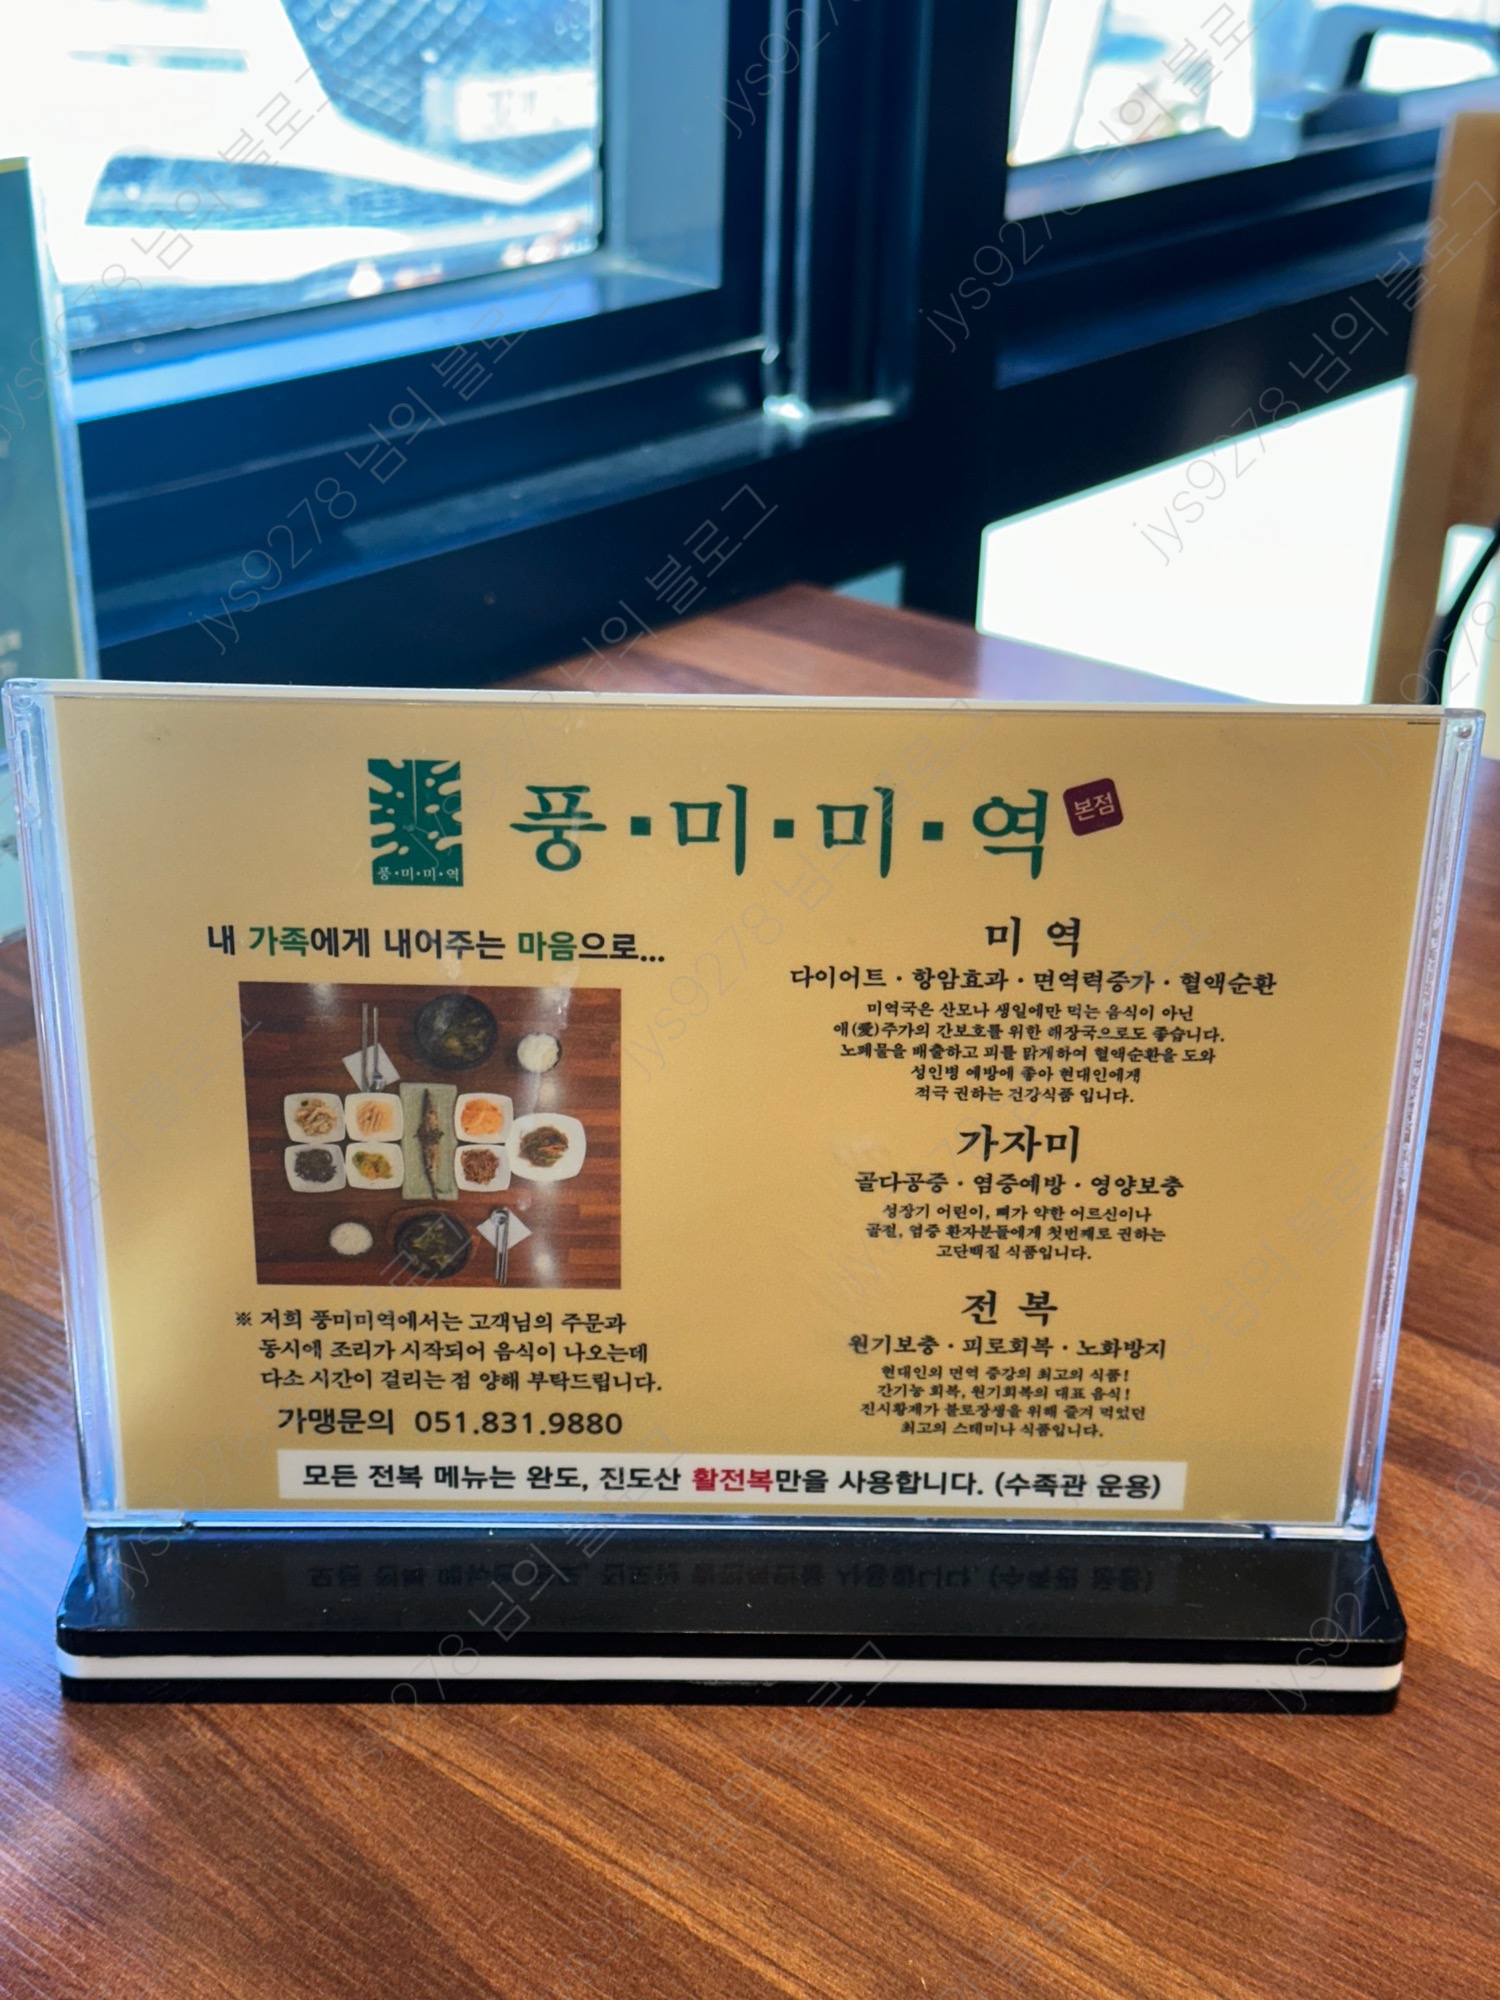 풍·미·미·역 본점
풍·미·미·역
내 가족에게 내어주는 마음으로...
※ 저희 풍미미역에서는 고객님의 주문과
동시에 조리가 시작되어 음식이 나오는데
다소 시간이 걸리는 점 양해 부탁드립니다.
가맹문의 051.831.9880
미 역
다이어트 · 항암효과 · 면역력증가 · 혈액순환
미역국은 산모나 생일에만 먹는 음식이 아닌
애(愛)주가의 간보호를 위한 해장국으로도 좋습니다.
노폐물을 배출하고 피를 맑게하여 혈액순환을 도와
성인병 예방에 좋아 현대인에게
적극 권하는 건강식품 입니다.
가자미
골다공증 · 염증예방 · 영양보충
성장기 어린이, 뼈가 약한 어르신이나
골절, 염증 환자분들에게 첫번째로 권하는
고단백질 식품입니다.
전 복
원기보충 · 피로회복 · 노화방지
현대인의 면역 증강의 최고의 식품!
간기능 회복, 원기회복의 대표 음식!
진시황제가 불로장생을 위해 즐겨 먹었던
최고의 스테미나 식품입니다.
모든 전복 메뉴는 완도, 진도산 활전복만을 사용합니다. (수족관 운용)
jys9278 님의 블로그